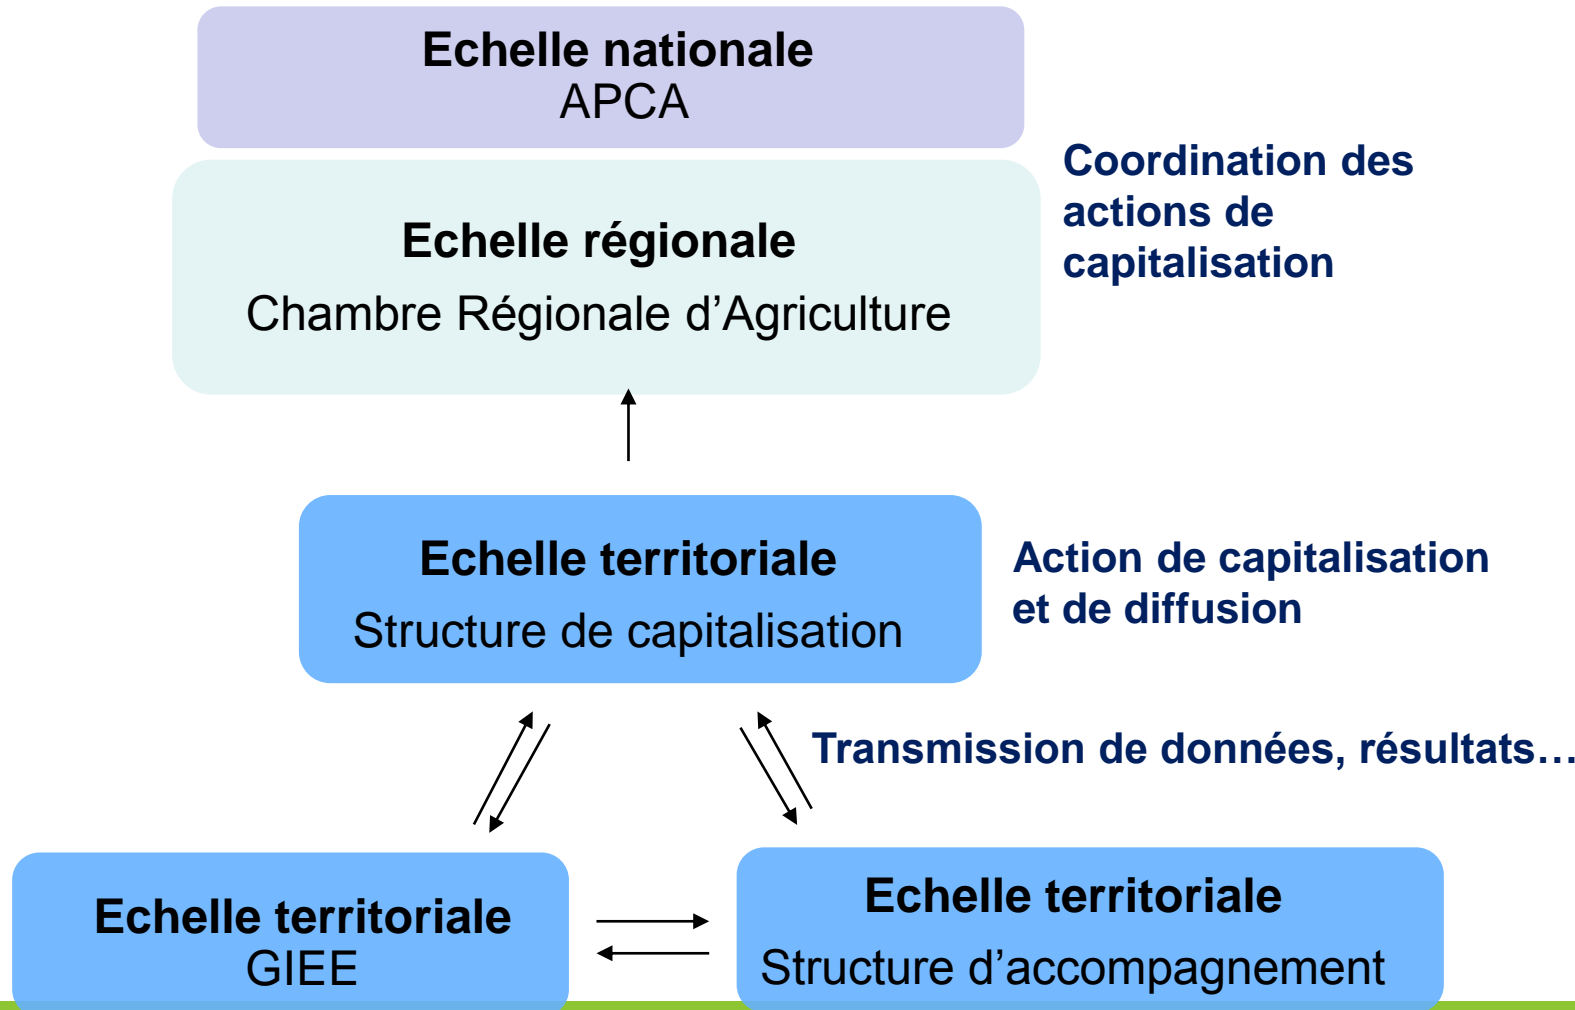 Echelle nationale
APCA
Coordination des
actions de
capitalisation
Echelle régionale
Chambre Régionale d’Agriculture
Echelle territoriale
Structure de capitalisation
Action de capitalisation
et de diffusion
Transmission de données, résultats…
Echelle territoriale
GIEE
Echelle territoriale
Structure d’accompagnement